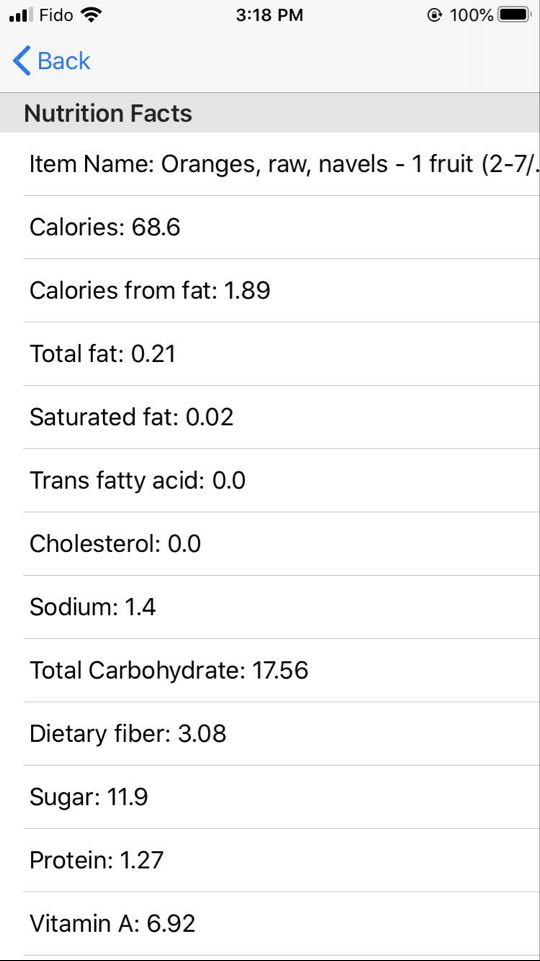 Fido 3:18 PM 100%
Back
Nutrition Facts
Item Name: Oranges, raw, navels - 1 fruit (2-7/.
Calories: 68.6
Calories from fat: 1.89
Total fat: 0.21
Saturated fat: 0.02
Trans fatty acid: 0.0
Cholesterol: 0.0
Sodium: 1.4
Total Carbohydrate: 17.56
Dietary fiber: 3.08
Sugar: 11.9
Protein: 1.27
Vitamin A: 6.92